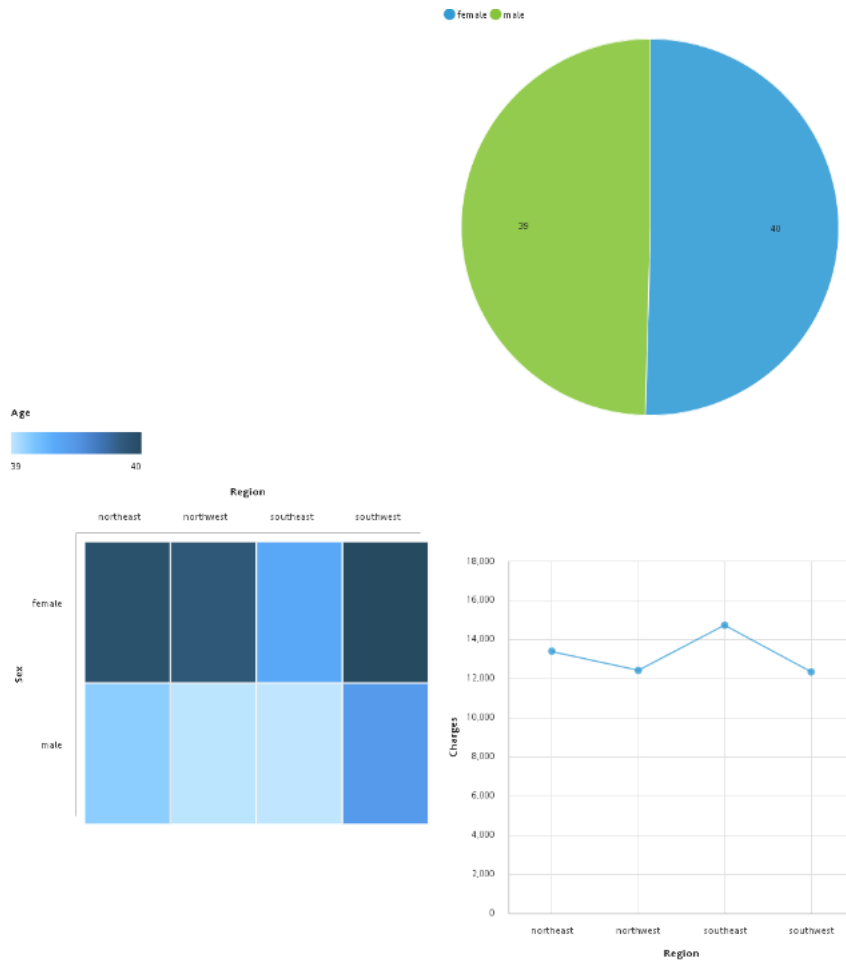 female male
39
40
Age
39 40
Region
northeast northwest southeast southwest
female
male
Sex
18,000
16,000
14,000
12,000
10,000
8,000
6,000
4,000
2,000
0
Charges
northeast northwest southeast southwest
Region